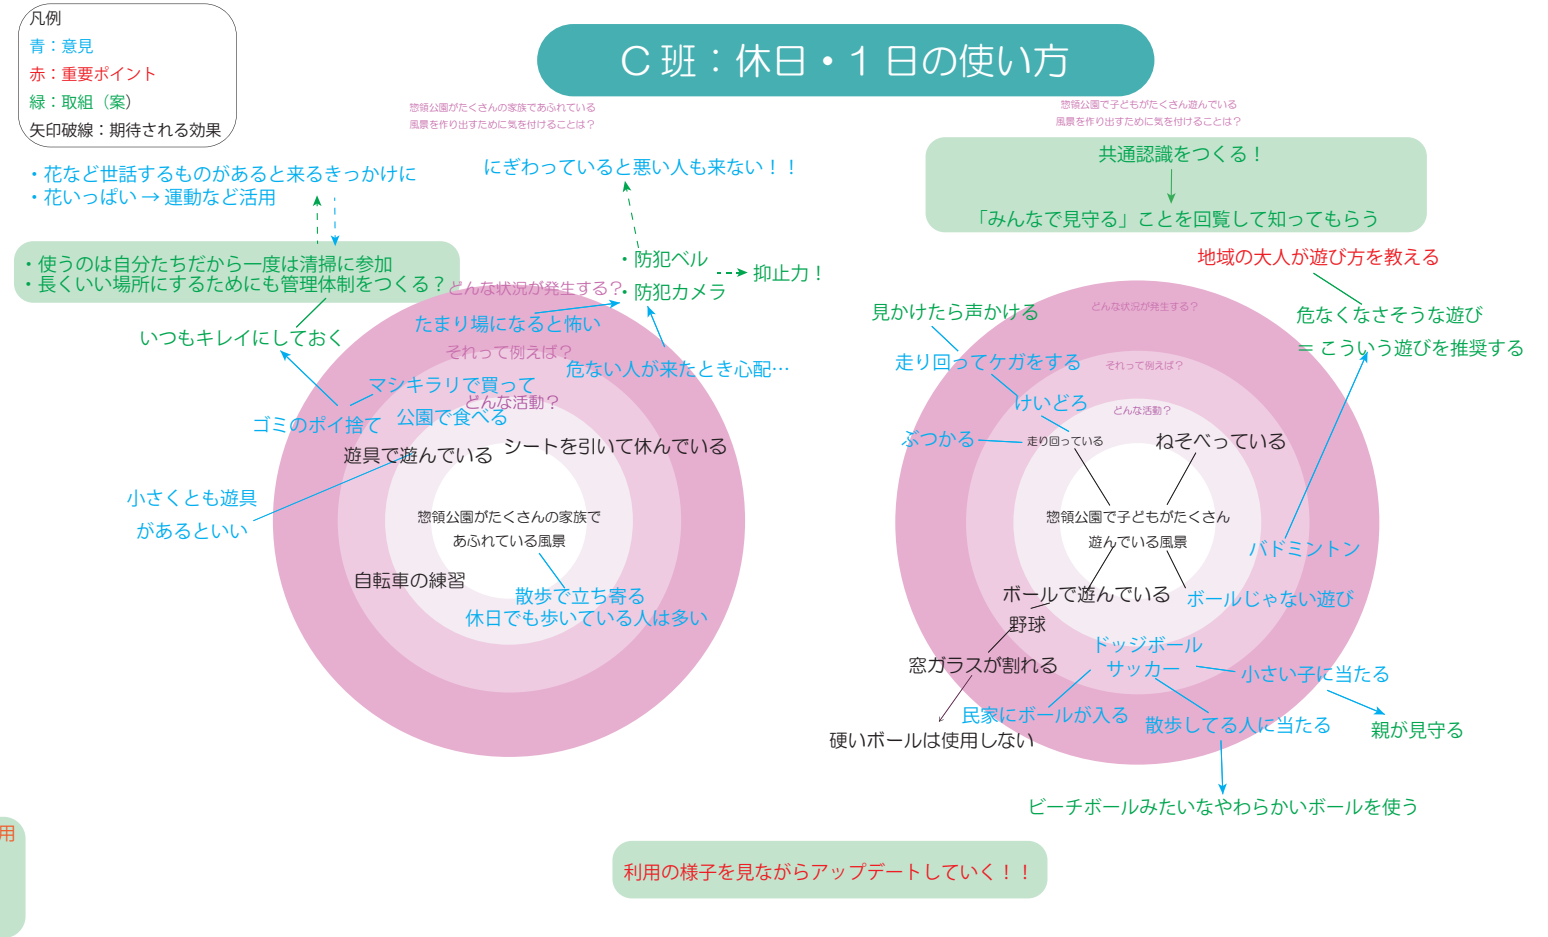 凡例
青：意見
赤：重要ポイント
緑：取組（案）
矢印破線：期待される効果
C 班：休日・1 日の使い方
惣領公園がたくさんの家族であふれている
風景を作り出すために気を付けることは？
・花など世話するものがあると来るきっかけに
・花いっぱい → 運動など活用
にぎわっていると悪い人も来ない！！
・使うのは自分たちだから一度は清掃に参加
・長くいい場所にするためにも管理体制をつくる？
・防犯ベル
・防犯カメラ
抑止力！
どんな状況が発生する？
たまり場になると怖い
いつもキレイにしておく
それって例えば？
危ない人が来たとき心配…
マシキラリで買って
公園で食べる
どんな活動？
ゴミのポイ捨て
遊具で遊んでいる
シートを引いて休んでいる
小さくとも遊具
があるといい
惣領公園がたくさんの家族で
あふれている風景
自転車の練習
散歩で立ち寄る
休日でも歩いている人は多い
惣領公園で子どもがたくさん遊んでいる
風景を作り出すために気を付けることは？
共通認識をつくる！
「みんなで見守る」ことを回覧して知ってもらう
地域の大人が遊び方を教える
危なくなさそうな遊び
＝ こういう遊びを推奨する
どんな状況が発生する？
見かけたら声かける
走り回ってケガをする
それって例えば？
けいどろ
どんな活動？
ぶつかる
走り回っている
ねそべっている
惣領公園で子どもがたくさん
遊んでいる風景
バドミントン
ボールで遊んでいる
ボールじゃない遊び
野球
ドッジボール
サッカー
窓ガラスが割れる
小さい子に当たる
民家にボールが入る
散歩してる人に当たる
親が見守る
硬いボールは使用しない
ビーチボールみたいなやわらかいボールを使う
用
利用の様子を見ながらアップデートしていく！！